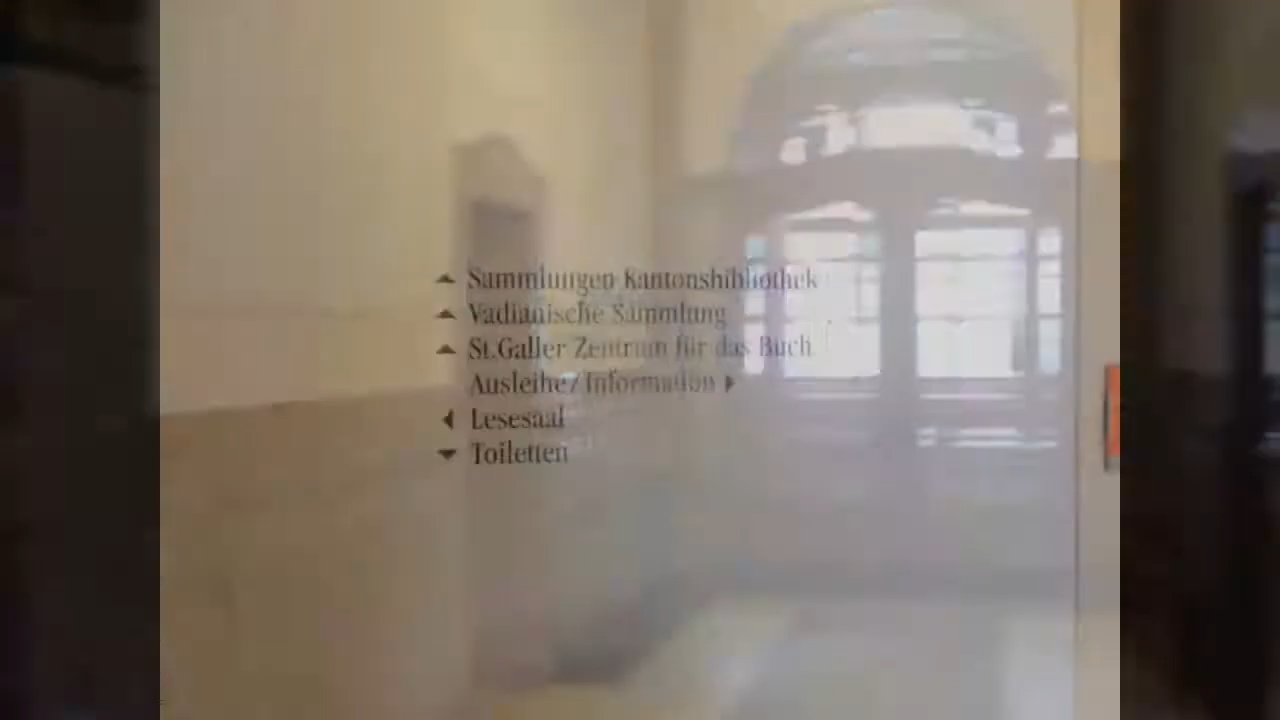 Sammlungen Kantonsbibliothek
Vadianische Sammlung
St.Galler Zentrum für das Buch
Ausleihe/Information
Lesesaal
Toiletten